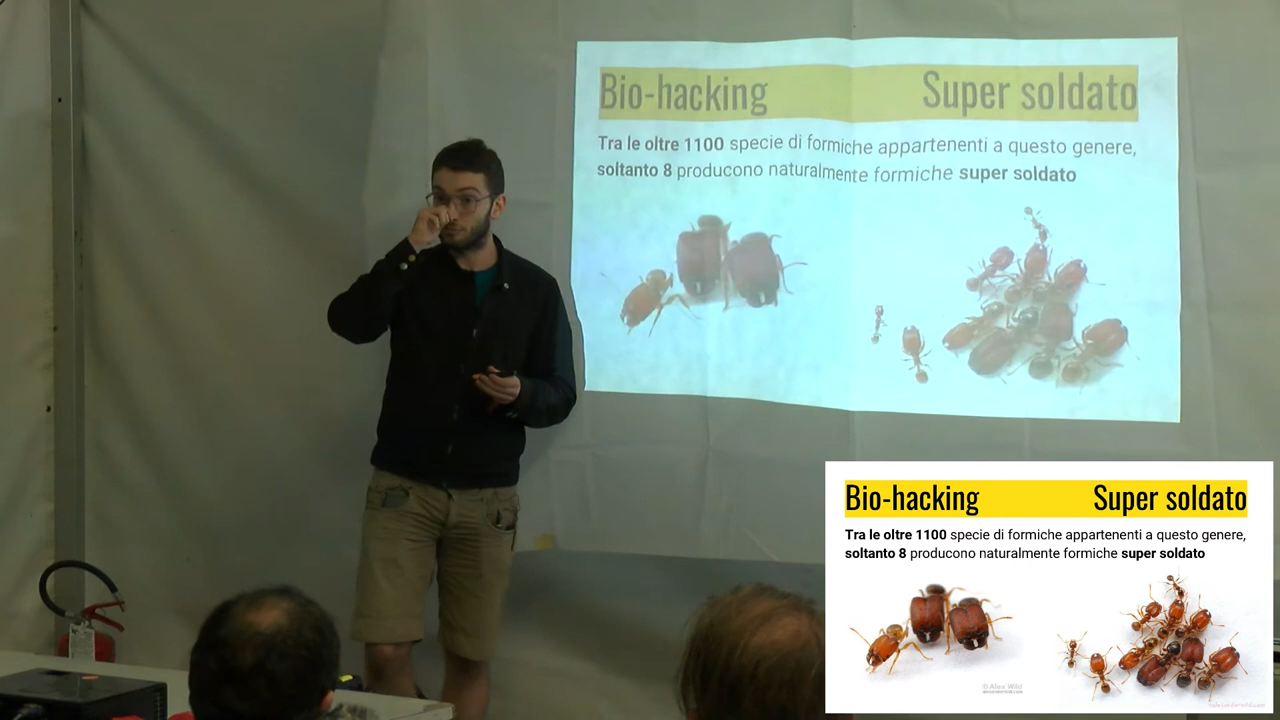 Bio-hacking Super soldato
Tra le oltre 1100 specie di formiche appartenenti a questo genere,
soltanto 8 producono naturalmente formiche super soldato
Bio-hacking Super soldato
Tra le oltre 1100 specie di formiche appartenenti a questo genere,
soltanto 8 producono naturalmente formiche super soldato
©Alex Wild